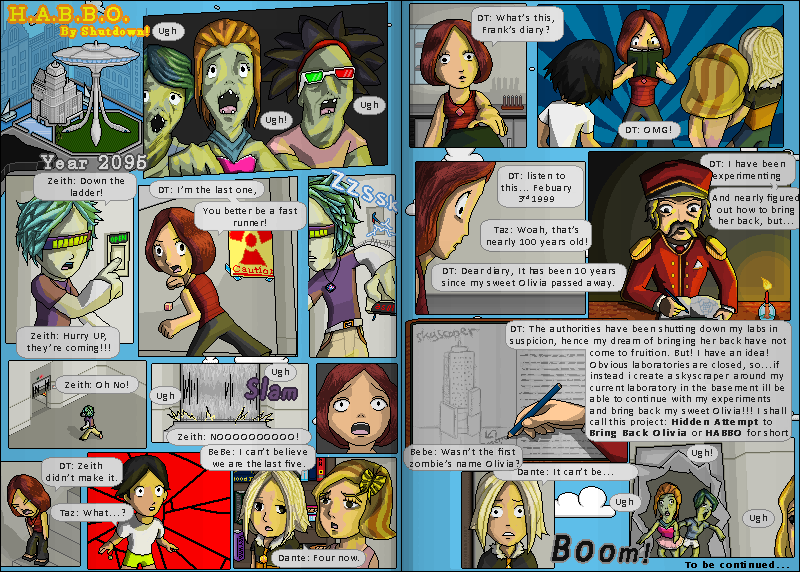 H.A.B.B.O.
By Shutdown!
Year 2095
Ugh
Ugh!
Ugh
Zeith: Down the
ladder!
Zeith: Hurry UP,
they're coming!!!
DT: I'm the last one,
You better be a fast
runner!
Caution
ZZSssk
Zeith: Oh No!
Ugh
Ugh
Slam
Zeith: NOOOOOOOOOO!
DT: Zeith
didn't make it.
Taz: What...?
BeBe: I can't believe
we are the last five.
Dante: Four now.
DT: What's this,
Frank's diary?
DT: OMG!
DT: listen to
this... Febuary
3rd 1999
Taz: Woah, that's
nearly 100 years old!
DT: Dear diary, It has been 10 years
since my sweet Olivia passed away.
DT: I have been
experimenting
And nearly figured
out how to bring
her back, but...
skyscraper
DT: The authorities have been shutting down my labs in
suspicion, hence my dream of bringing her back have not
come to fruition. But! I have an idea!
Obvious laboratories are closed, so...if
instead i create a skyscraper around my
current laboratory in the basement ill be
able to continue with my experiments
and bring back my sweet Olivia!!! I shall
call this project: Hidden Attempt to
Bring Back Olivia or HABBO for short
Bebe: Wasn't the first
zombie's name Olivia?
Dante: It can't be...
Ugh!
Ugh
Ugh
BOom!
To be continued...